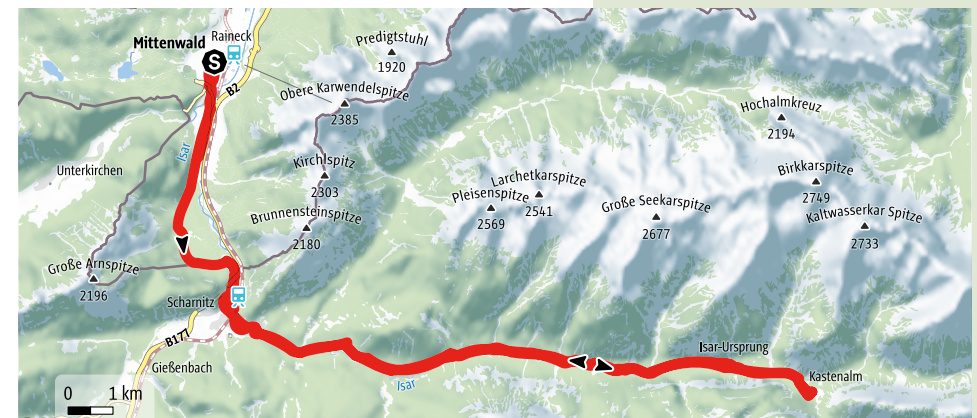 Raineck
Mittenwald
S
Predigtstuhl
1920
B2
Obere Karwendelspitze
2385
Hochalmkreuz
2194
Isar
Unterkirchen
Kirchlspitz
2303
Larchetkarspitze
2541
Pleisenspitze
2569
Birkkarspitze
2749
Große Seekarspitze
2677
Kaltwasserkar Spitze
2733
Brunnensteinspitze
2180
Große Arnspitze
2196
Scharnitz
B177
Gießenbach
Isar-Ursprung
Kastenalm
Isar
0 1 km